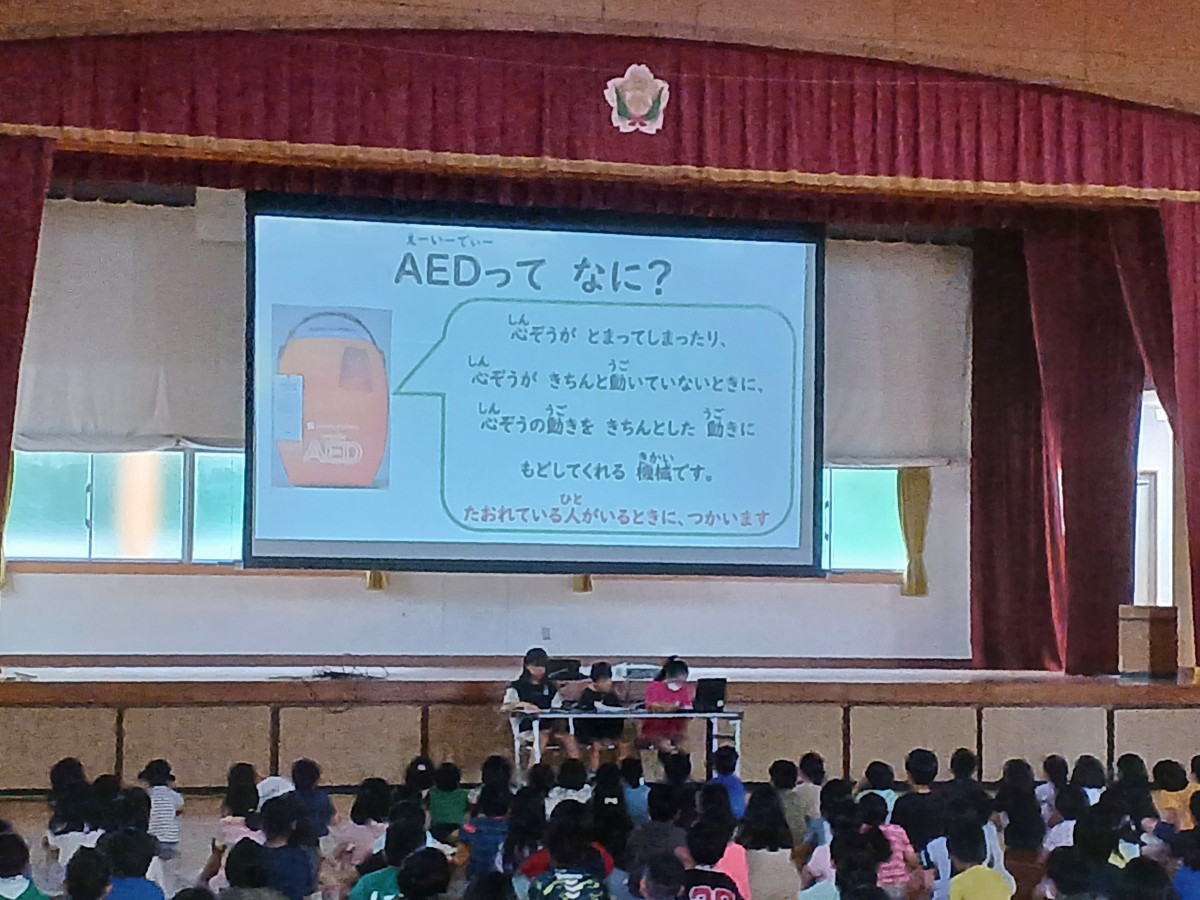 えーいーでぃー
AEDって なに?
しん
心ぞうが とまってしまったり、
しん うご
心ぞうが きちんと動いていないときに、
しん うご うご
心ぞうの動きを きちんとした 動きに
きかい
もどしてくれる 機械です。
ひと
たおれている人がいるときに、つかいます
AED